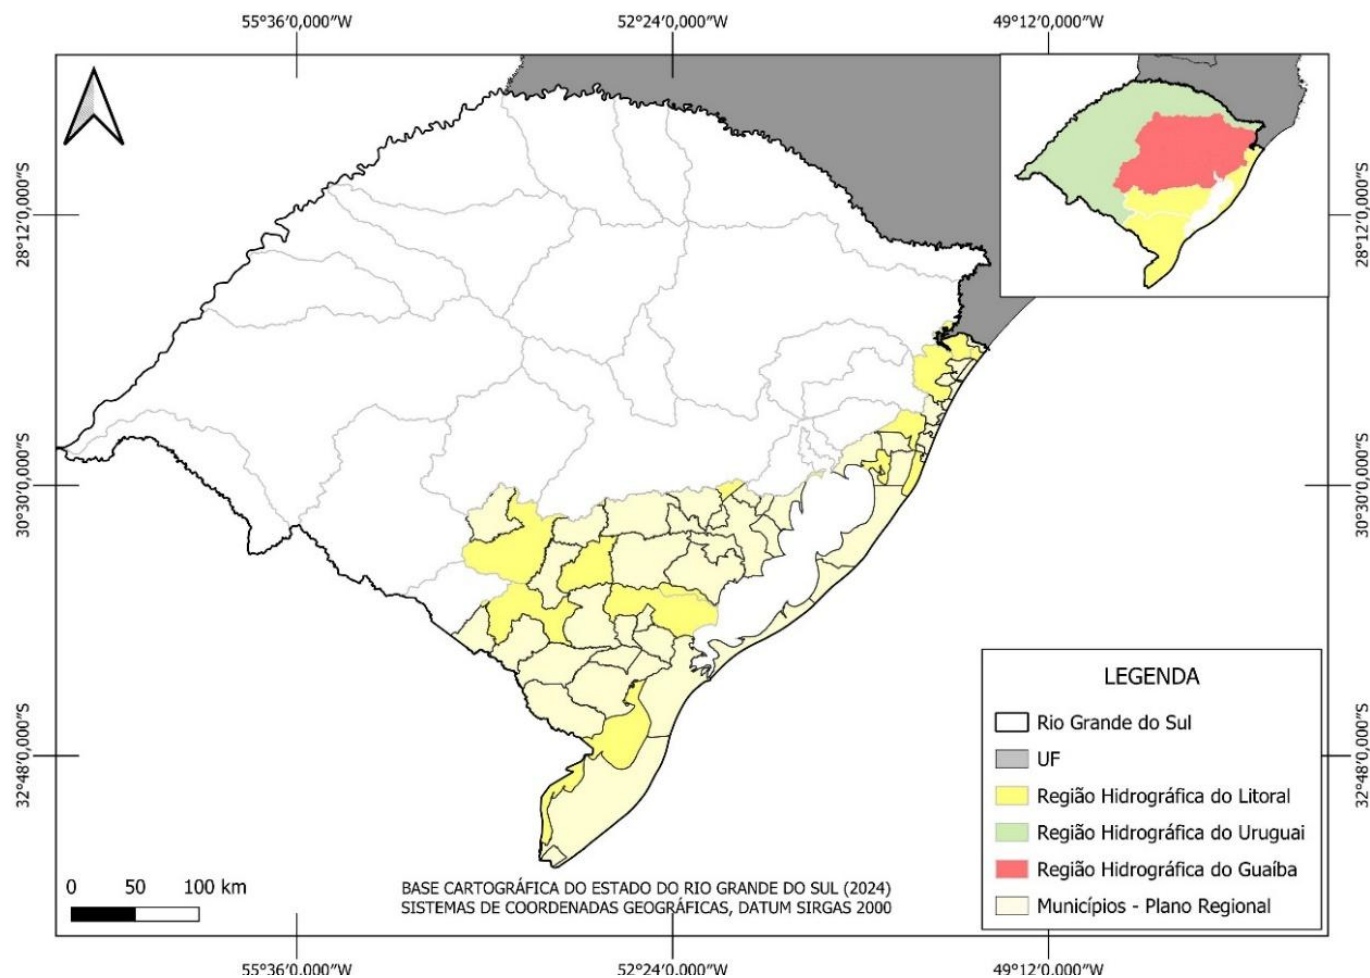 55°36'0,000"W
52°24'0,000"W
49°12'0,000"W
28°12'0,000"S
28°12'0,000"S
30°30'0,000"S
30°30'0,000"S
32°48'0,000"S
32°48'0,000"S
LEGENDA
Rio Grande do Sul
UF
Região Hidrográfica do Litoral
Região Hidrográfica do Uruguai
Região Hidrográfica do Guaíba
Municípios - Plano Regional
0 50 100 km
BASE CARTOGRÁFICA DO ESTADO DO RIO GRANDE DO SUL (2024)
SISTEMAS DE COORDENADAS GEOGRÁFICAS, DATUM SIRGAS 2000
55°36'0,000"W
52°24'0,000"W
49°12'0,000"W